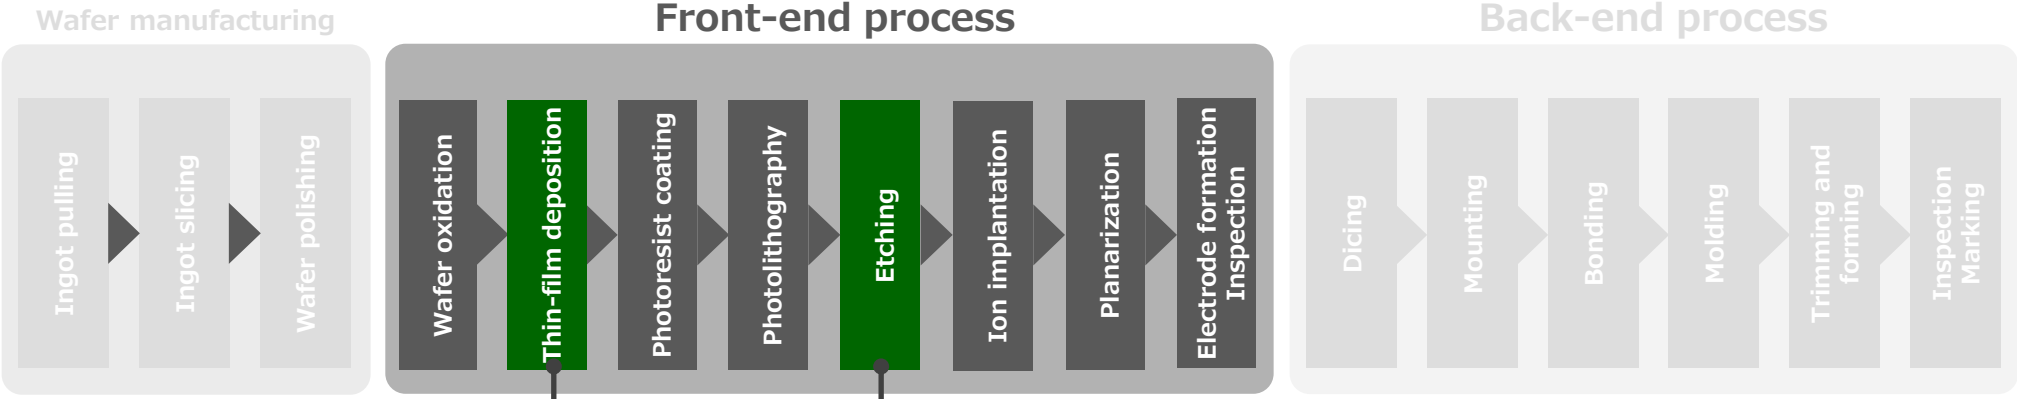 Wafer manufacturing
Ingot pulling
Ingot slicing
Wafer polishing
Front-end process
Wafer oxidation
Thin-film deposition
Photoresist coating
Photolithography
Etching
Ion implantation
Planarization
Electrode formation
Inspection
Back-end process
Dicing
Mounting
Bonding
Molding
Trimming and
forming
Inspection
Marking